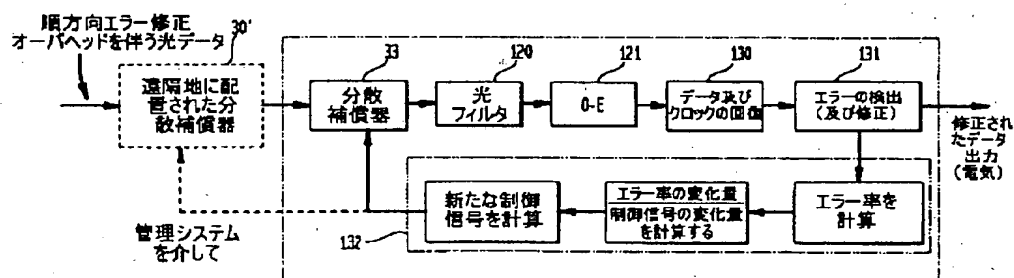 順方向エラー修正
オーバヘッドを伴う光データ
30'
遠隔地に配
置された分
散補償器
33
分散
補償器
120
光
フィルタ
121
O-E
130
データ及び
クロックの回復
131
エラーの検出
(及び修正)
修正され
たデータ
出力
(電気)
新たな制御
信号を計算
エラー率の変化量
制御信号の変化量
を計算する
エラー率を
計算
132
管理システム
を介して